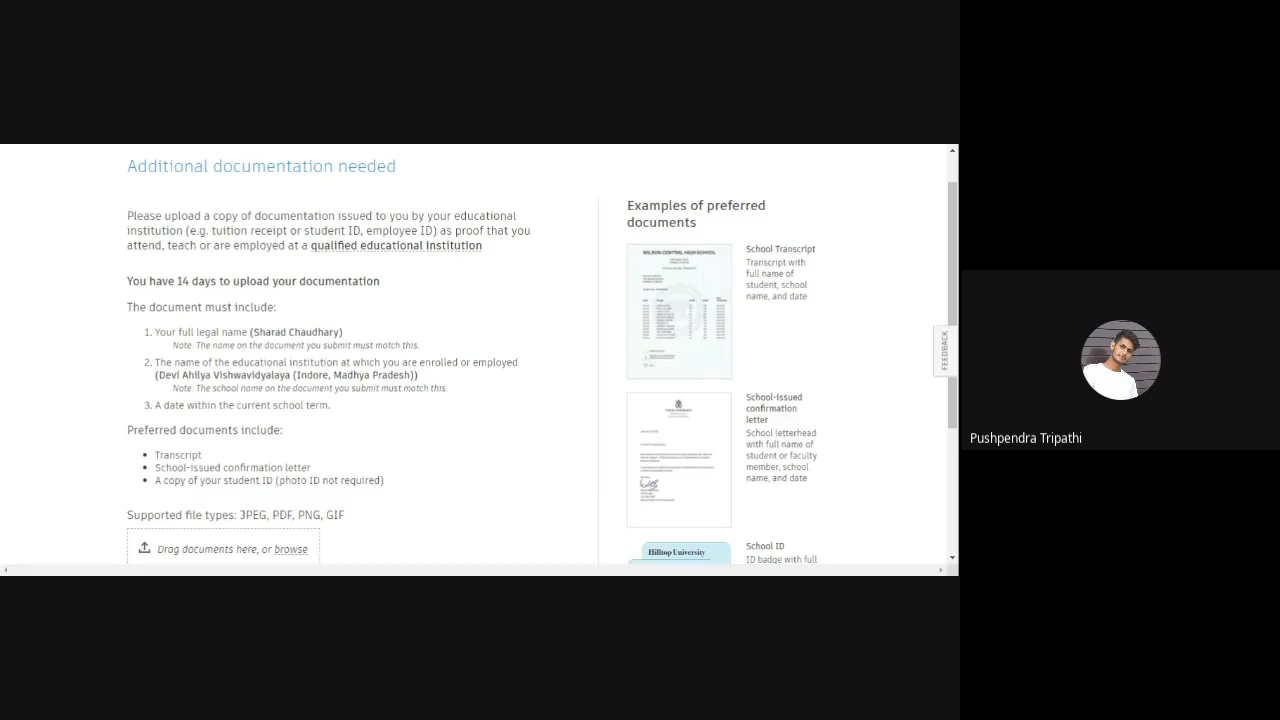 Additional documentation needed
Please upload a copy of documentation issued to you by your educational
institution (e.g. tuition receipt or student ID, employee ID) as proof that you
attend, teach or are employed at a qualified educational institution
You have 14 days to upload your documentation
The document must include:
1. Your full legal name (Sharad Chaudhary)
Note: The name on the document you submit must match this.
2. The name of the educational institution at which you are enrolled or employed
(Devi Ahilya Vishwavidyalaya (Indore, Madhya Pradesh))
Note: The school name on the document you submit must match this.
3. A date within the current school term.
Preferred documents include:
• Transcript
• School-issued confirmation letter
• A copy of your student ID (photo ID not required)
Supported file types: JPEG, PDF, PNG, GIF
Drag documents here, or browse
Examples of preferred
documents
WILSON CENTRAL HIGH SCHOOL
School Transcript
Transcript with
full name of
student, school
name, and date
School-issued
confirmation
letter
School letterhead
with full name of
student or faculty
member, school
name, and date
Hilltop University
School ID
ID badge with full
FEEDBACK
Pushpendra Tripathi